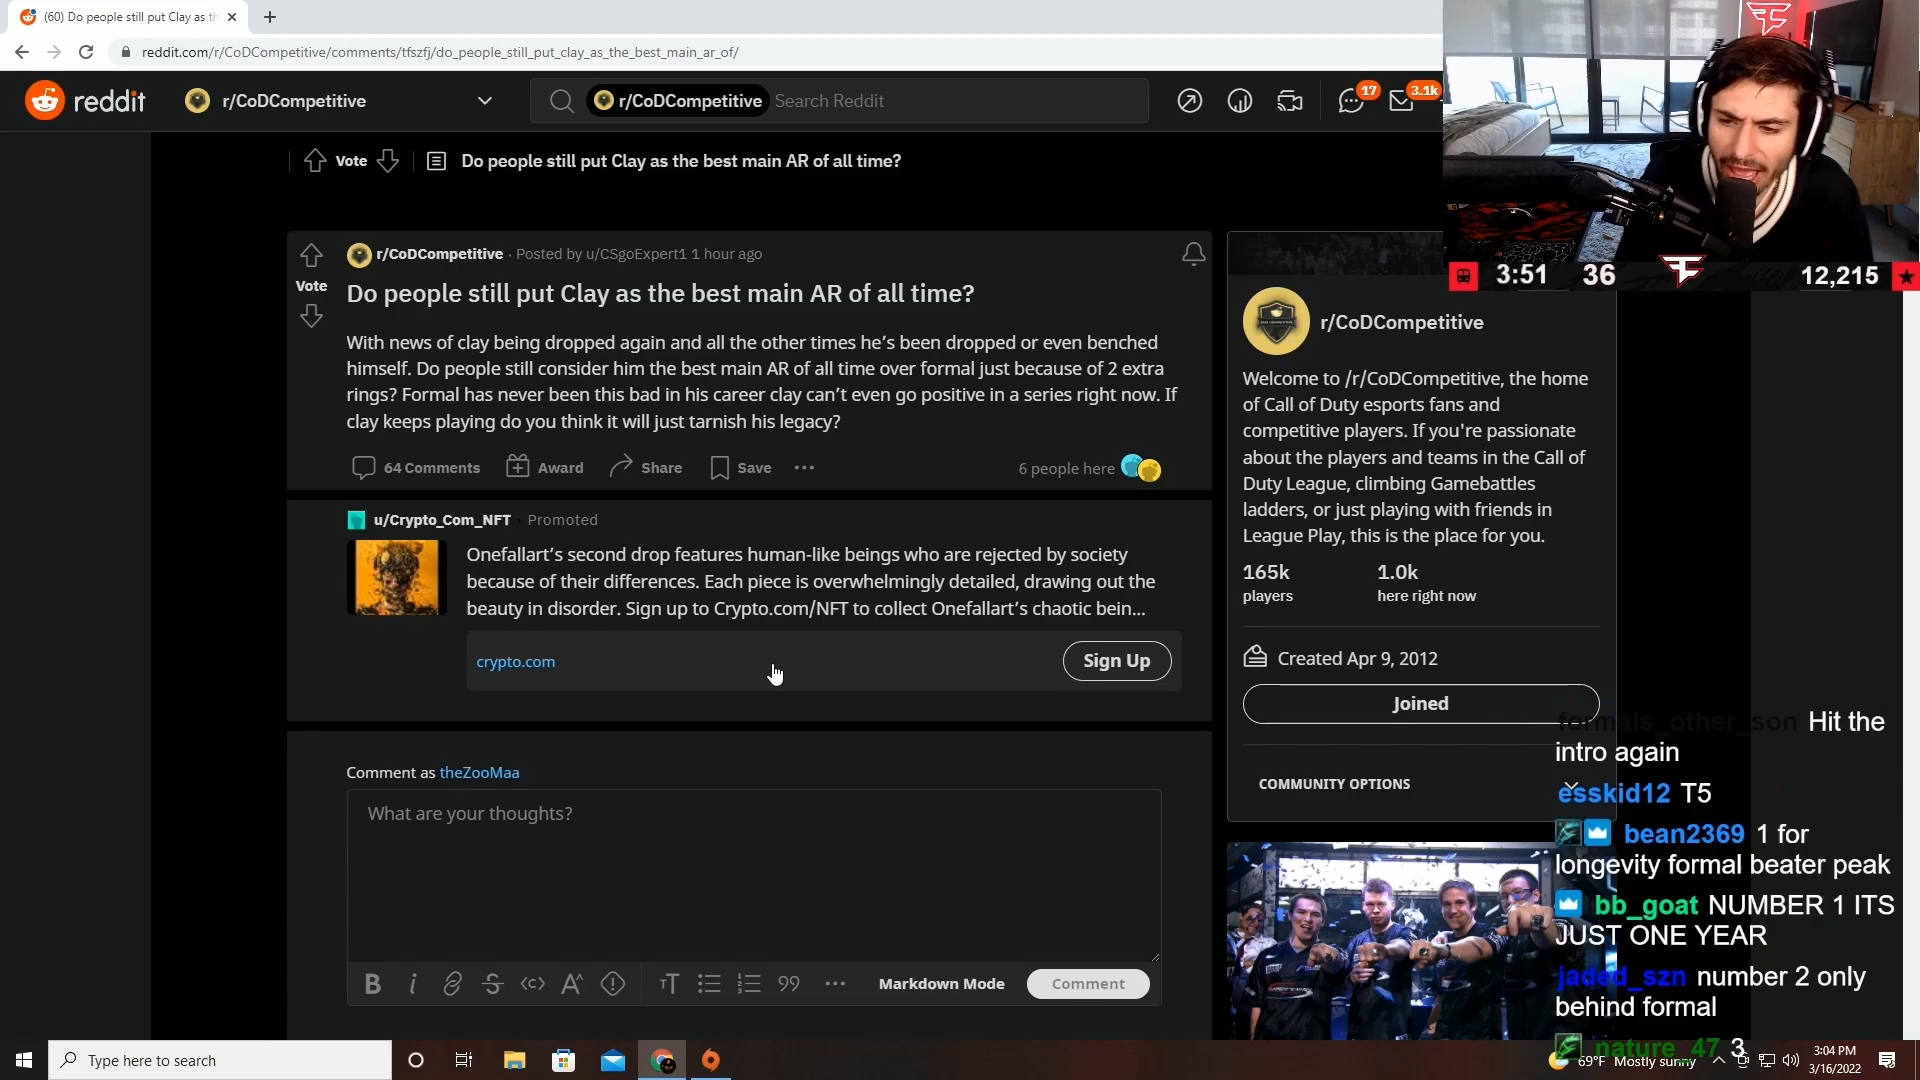 (60) Do people still put Clay as th
reddit.com/r/CoDCompetitive/comments/tfszfj/do_people_still_put_clay_as_the_best_main_ar_of/
reddit
r/CoDCompetitive
r/CoDCompetitive
Search Reddit
17
3.1k
Vote
Do people still put Clay as the best main AR of all time?
3:51
36
12,215
r/CoDCompetitive · Posted by u/CSgoExpert1 1 hour ago
Vote
Do people still put Clay as the best main AR of all time?
With news of clay being dropped again and all the other times he’s been dropped or even benched
himself. Do people still consider him the best main AR of all time over formal just because of 2 extra
rings? Formal has never been this bad in his career clay can’t even go positive in a series right now. If
clay keeps playing do you think it will just tarnish his legacy?
64 Comments
Award
Share
Save
6 people here
u/Crypto_Com_NFT · Promoted
Onefallart’s second drop features human-like beings who are rejected by society
because of their differences. Each piece is overwhelmingly detailed, drawing out the
beauty in disorder. Sign up to Crypto.com/NFT to collect Onefallart’s chaotic bein...
crypto.com
Sign Up
Comment as theZooMaa
What are your thoughts?
Markdown Mode
Comment
r/CoDCompetitive
Welcome to /r/CoDCompetitive, the home
of Call of Duty esports fans and
competitive players. If you're passionate
about the players and teams in the Call of
Duty League, climbing Gamebattles
ladders, or just playing with friends in
League Play, this is the place for you.
165k
players
1.0k
here right now
Created Apr 9, 2012
Joined
COMMUNITY OPTIONS
formals_other_son Hit the
intro again
esskid12 T5
bean2369 1 for
longevity formal beater peak
bb_goat NUMBER 1 ITS
JUST ONE YEAR
jaded_szn number 2 only
behind formal
nature_47 3
Type here to search
69°F Mostly sunny
3:04 PM
3/16/2022